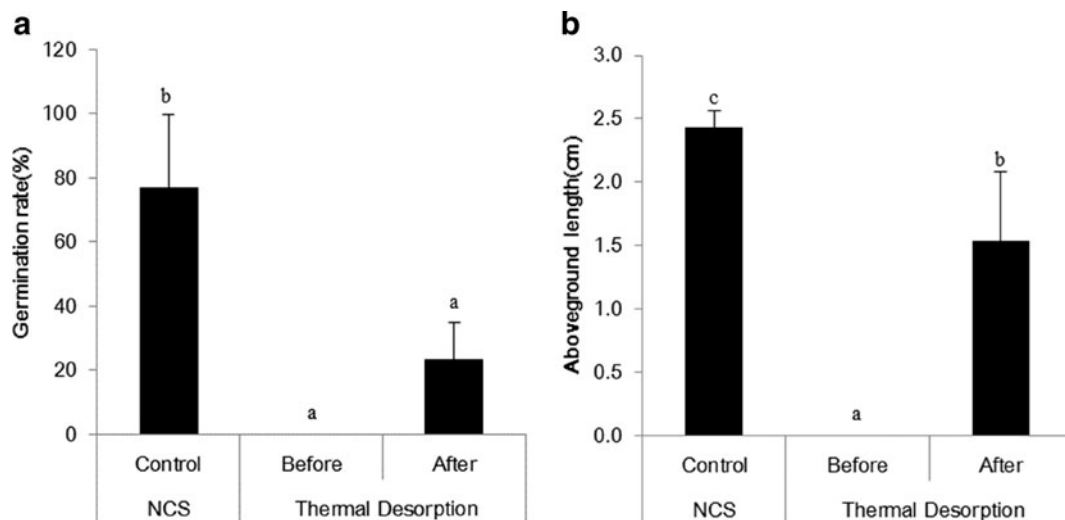 a
120
100
80
60
40
20
0
Germination rate(%)
b
a
a
Control Before After
NCS Thermal Desorption
b
3.0
2.5
2.0
1.5
1.0
0.5
0.0
Aboveground length(cm)
c
a
b
Control Before After
NCS Thermal Desorption